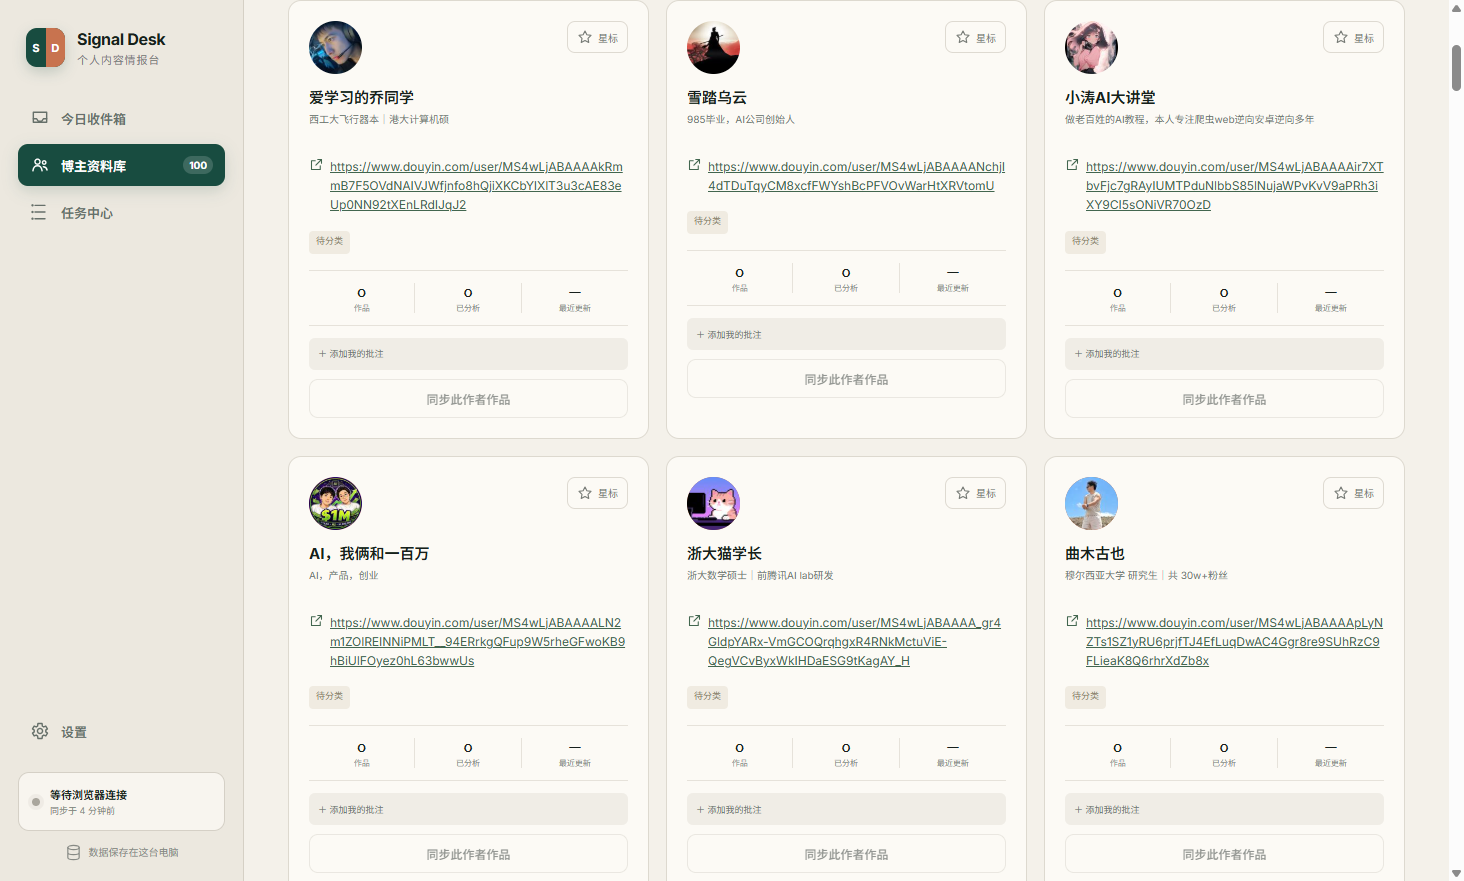 S D
Signal Desk
个人内容情报台
今日收件箱
博主资料库 100
任务中心
设置
等待浏览器连接
同步于 4 分钟前
数据保存在这台电脑
星标
爱学习的乔同学
西工大飞行器本｜港大计算机硕
https://www.douyin.com/user/MS4wLjABAAAAkRm
mB7F5OVdNAIVJWfjnfo8hQjiXKCbYIXIT3u3cAE83e
Up0NN92tXEnLRdIJqJ2
待分类
0 0 —
作品 已分析 最近更新
+ 添加我的批注
同步此作者作品
星标
雪踏乌云
985毕业，AI公司创始人
https://www.douyin.com/user/MS4wLjABAAAANchjI
4dTDuTqyCM8xcfFWYshBcPFVOvWarHtXRVtomU
待分类
0 0 —
作品 已分析 最近更新
+ 添加我的批注
同步此作者作品
星标
小涛AI大讲堂
做老百姓的AI教程，本人专注爬虫web逆向安卓逆向多年
https://www.douyin.com/user/MS4wLjABAAAAir7XT
bvFjc7gRAyIUMTPduNlbbS85INujaWPvKvV9aPRh3i
XY9CI5sONiVR70OzD
待分类
0 0 —
作品 已分析 最近更新
+ 添加我的批注
同步此作者作品
$1M
星标
AI，我俩和一百万
AI，产品，创业
https://www.douyin.com/user/MS4wLjABAAAALN2
m1ZOIREINNiPMLT__94ERrkgQFup9W5rheGFwoKB9
hBiUIFOyez0hL63bwwUs
待分类
0 0 —
作品 已分析 最近更新
+ 添加我的批注
同步此作者作品
星标
浙大猫学长
浙大数学硕士｜前腾讯AI lab研发
https://www.douyin.com/user/MS4wLjABAAAA_gr4
GldpYARx-VmGCOQrqhgxR4RNkMctuViE-
QegVCvByxWkIHDaESG9tKagAY_H
待分类
0 0 —
作品 已分析 最近更新
+ 添加我的批注
同步此作者作品
星标
曲木古也
穆尔西亚大学 研究生｜共 30w+粉丝
https://www.douyin.com/user/MS4wLjABAAAApLyN
ZTs1SZ1yRU6prjfTJ4EfLuqDwAC4Ggr8re9SUhRzC9
FLieaK8Q6rhrXdZb8x
待分类
0 0 —
作品 已分析 最近更新
+ 添加我的批注
同步此作者作品